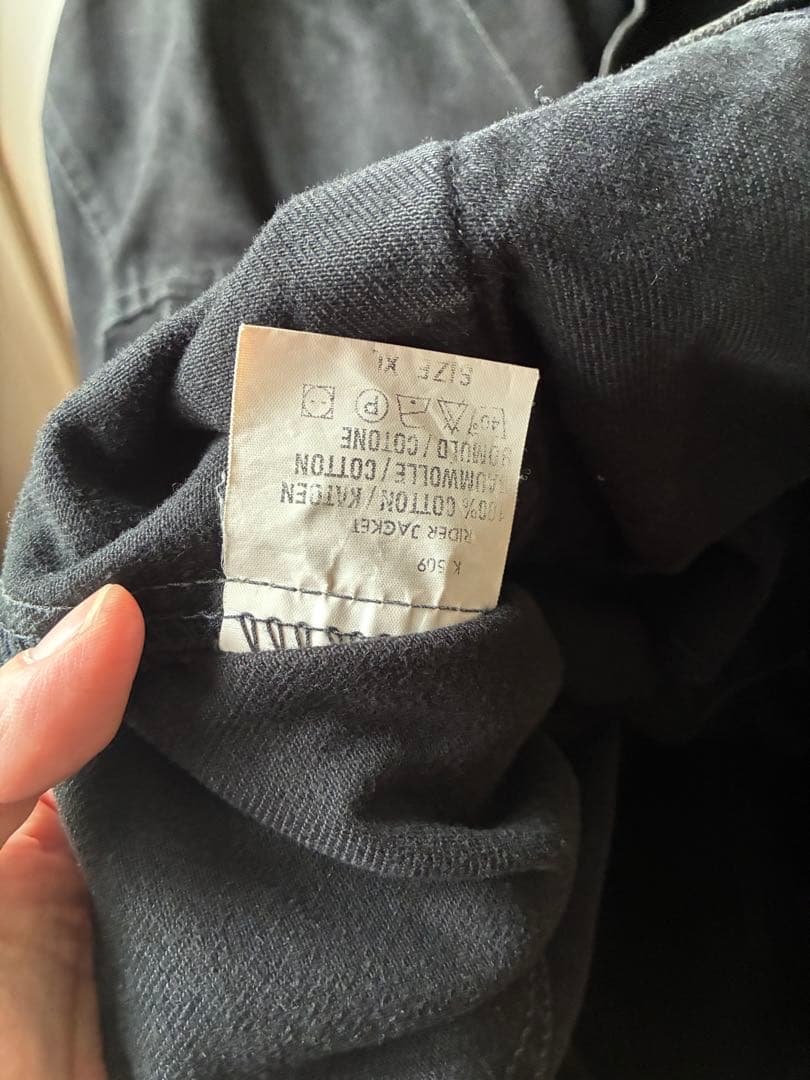 K 509
RIDER JACKET
100% COTTON / KATOEN
BAUMWOLLE / COTTON
BOMULD / COTONE
40° P
SIZE XL